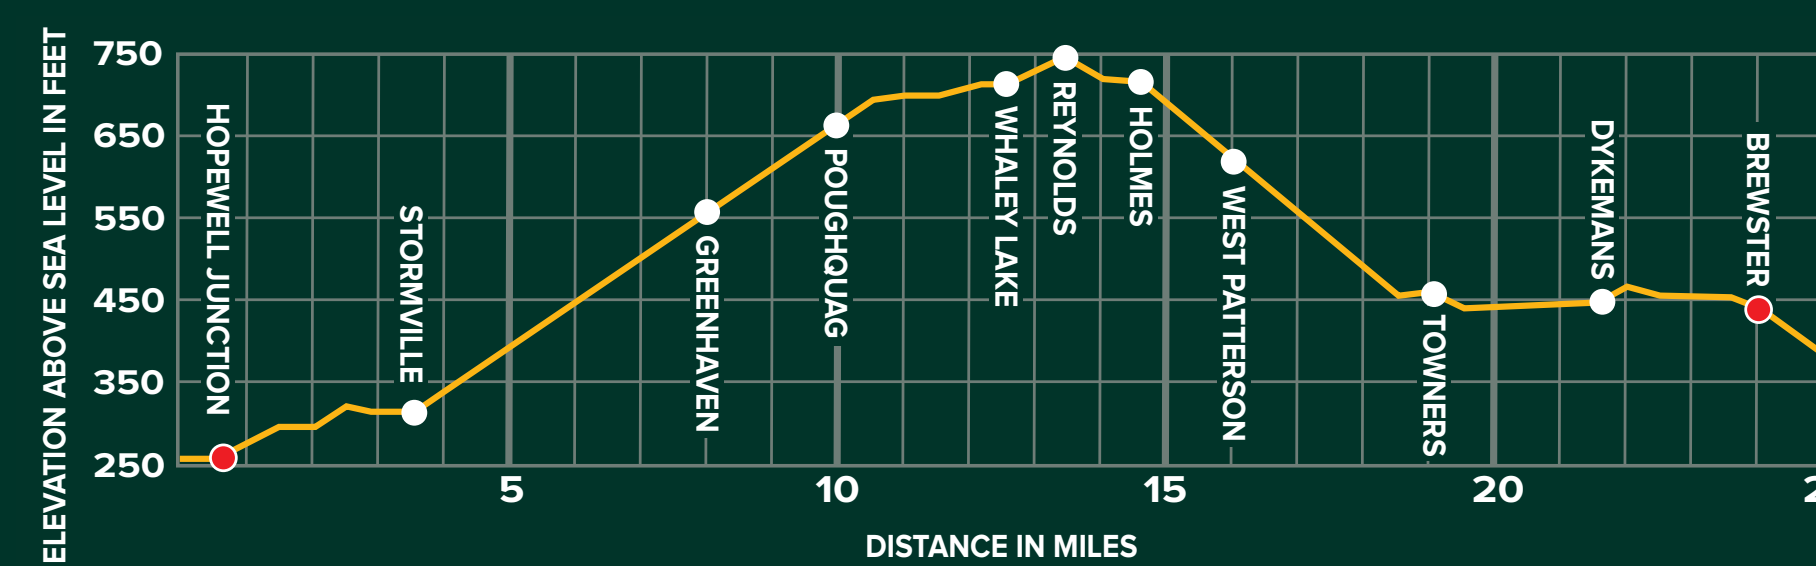 ELEVATION ABOVE SEA LEVEL IN FEET
750
650
550
450
350
250
HOPEWELL JUNCTION
STORMVILLE
GREENHAVEN
POUGHQUAG
WHALEY LAKE
REYNOLDS
HOLMES
WEST PATTERSON
TOWNERS
DYKEMANS
BREWSTER
5
10
15
20
2
DISTANCE IN MILES